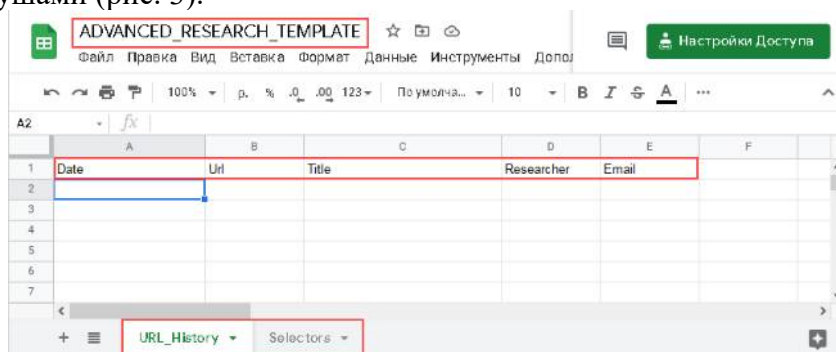 ушами (рис. 3).
ADVANCED_RESEARCH_TEMPLATE
Файл Правка Вид Вставка Формат Данные Инструменты Допол
Настройки Доступа
100% р. % .0 .00 123 По умолча... 10 B I S A ...
A2 fx
A B C D E F
1 Date Url Title Researcher Email
2
3
4
5
6
7
+ URL_History Selectors